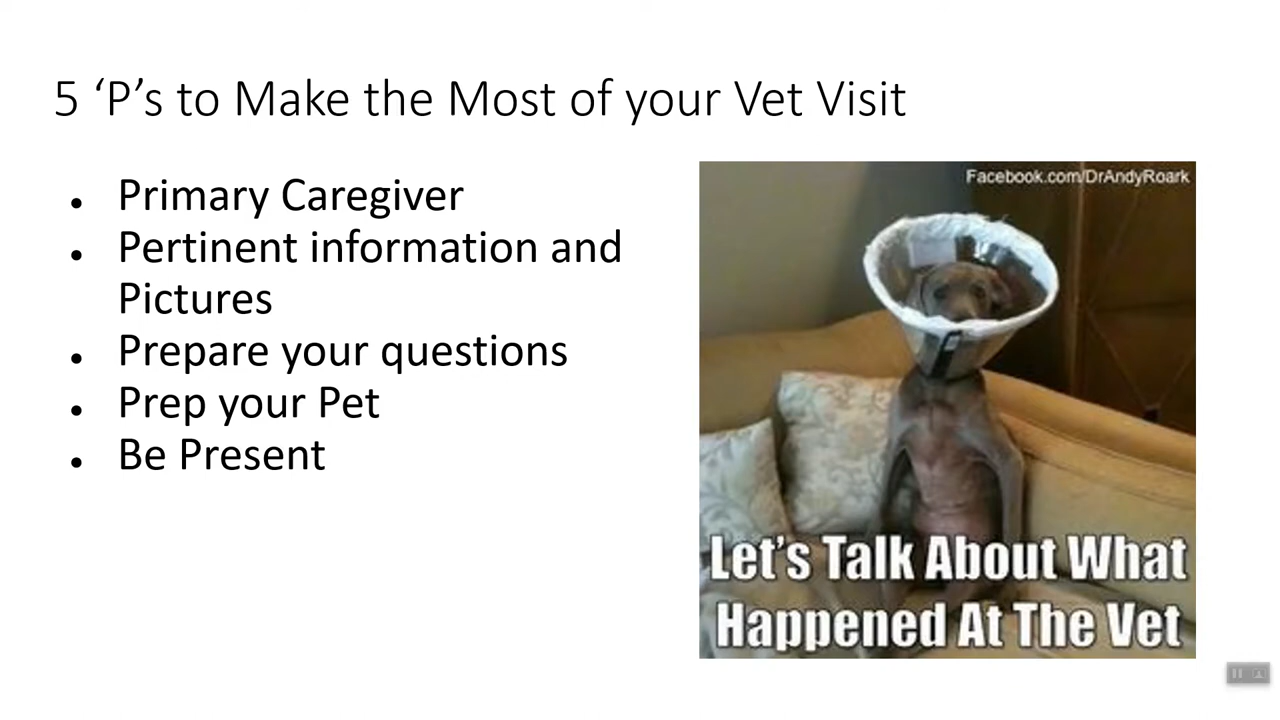 5 ‘P’s to Make the Most of your Vet Visit
• Primary Caregiver
• Pertinent information and
Pictures
• Prepare your questions
• Prep your Pet
• Be Present
Facebook.com/DrAndyRoark
Let's Talk About What
Happened At The Vet